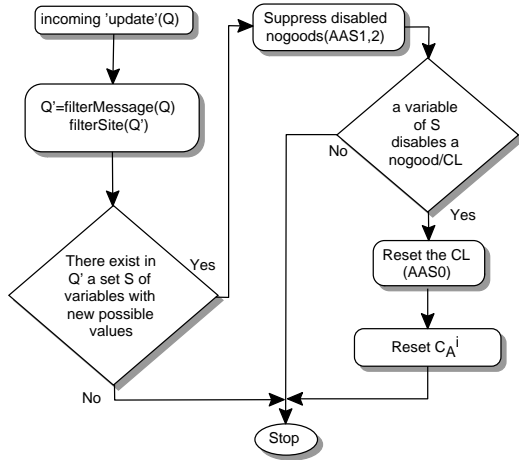 incoming 'update'(Q)
Q'=filterMessage(Q)
filterSite(Q')
There exist in
Q' a set S of
variables with
new possible
values
Yes
No
Suppress disabled
nogoods(AAS1,2)
a variable
of S
disables a
nogood/CL
No
Yes
Reset the CL
(AAS0)
Reset C_A^i
Stop